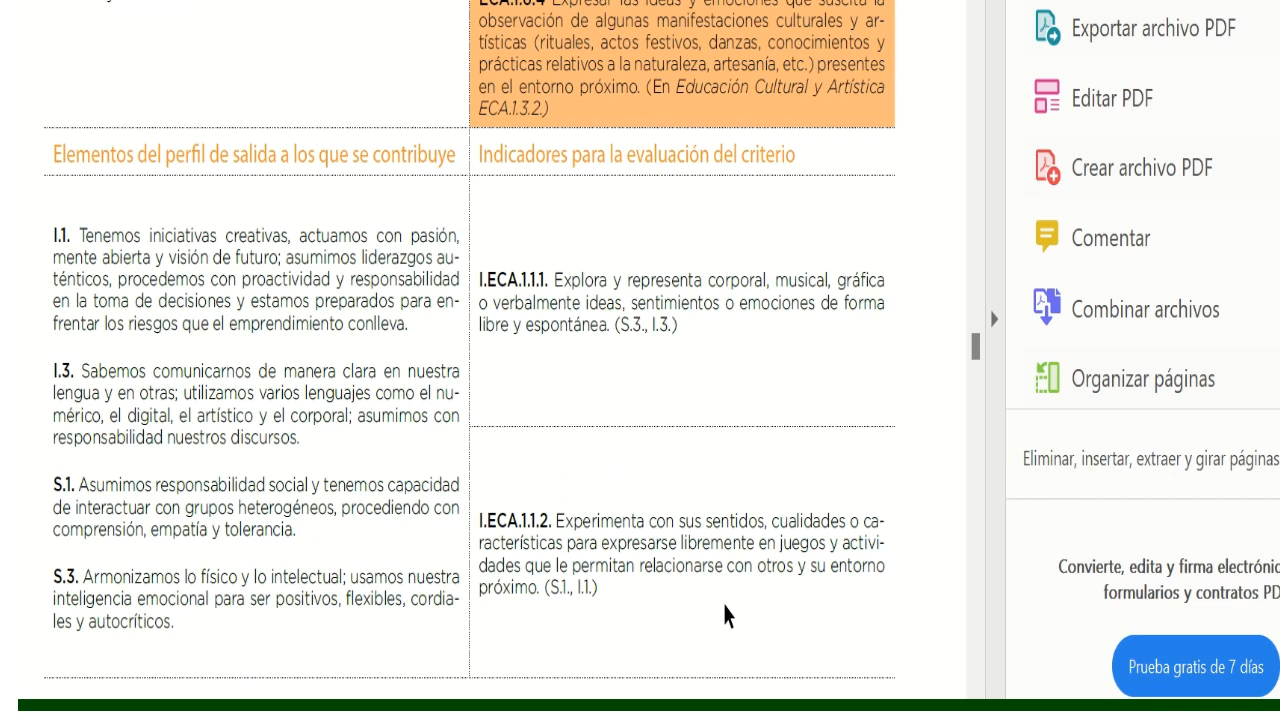 ECA.1.6.4 Expresar las ideas y emociones que suscita la
observación de algunas manifestaciones culturales y ar-
tísticas (rituales, actos festivos, danzas, conocimientos y
prácticas relativos a la naturaleza, artesanía, etc.) presentes
en el entorno próximo. (En Educación Cultural y Artística
ECA.1.3.2.)
Elementos del perfil de salida a los que se contribuye
I.1. Tenemos iniciativas creativas, actuamos con pasión,
mente abierta y visión de futuro; asumimos liderazgos au-
ténticos, procedemos con proactividad y responsabilidad
en la toma de decisiones y estamos preparados para en-
frentar los riesgos que el emprendimiento conlleva.
I.3. Sabemos comunicarnos de manera clara en nuestra
lengua y en otras; utilizamos varios lenguajes como el nu-
mérico, el digital, el artístico y el corporal; asumimos con
responsabilidad nuestros discursos.
S.1. Asumimos responsabilidad social y tenemos capacidad
de interactuar con grupos heterogéneos, procediendo con
comprensión, empatía y tolerancia.
S.3. Armonizamos lo físico y lo intelectual; usamos nuestra
inteligencia emocional para ser positivos, flexibles, cordia-
les y autocríticos.
Indicadores para la evaluación del criterio
I.ECA.1.1.1. Explora y representa corporal, musical, gráfica
o verbalmente ideas, sentimientos o emociones de forma
libre y espontánea. (S.3., I.3.)
I.ECA.1.1.2. Experimenta con sus sentidos, cualidades o ca-
racterísticas para expresarse libremente en juegos y activi-
dades que le permitan relacionarse con otros y su entorno
próximo. (S.1., I.1.)
Exportar archivo PDF
Editar PDF
Crear archivo PDF
Comentar
Combinar archivos
Organizar páginas
Eliminar, insertar, extraer y girar páginas
Convierte, edita y firma electrónic
formularios y contratos PD
Prueba gratis de 7 días